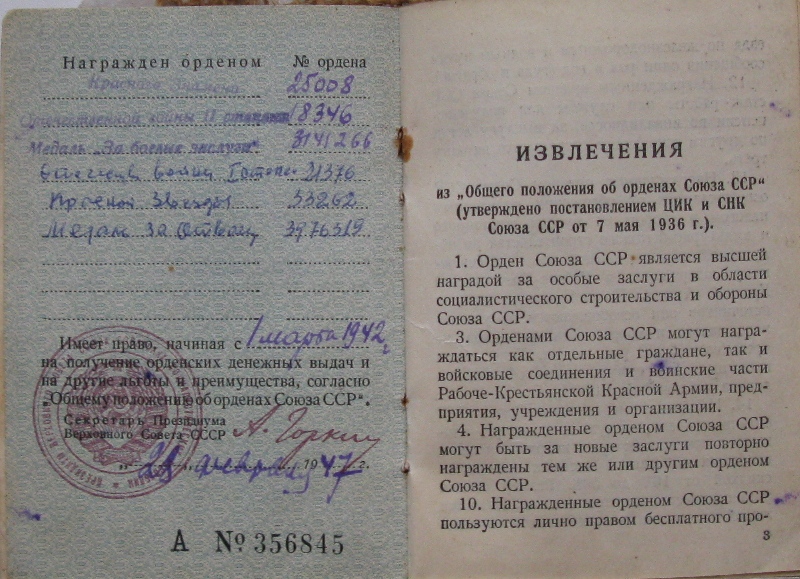 Награжден орденом № ордена
Красного Знамени 25008
Отечественной войны II степени 18346
Медаль „За боевые заслуги“ 3141266
войны 31376
Красной Звезды 33262
Медаль За Отвагу 3976319
Имеет право, начиная с 1 марта 1942 г.
на получение орденских денежных выдач и
на другие льготы и преимущества, согласно
„Общему положению об орденах Союза ССР“.
Секретарь Президиума
Верховного Совета СССР А. Горкин
„28 февраля 1947 г.
А № 356845
ИЗВЛЕЧЕНИЯ
из „Общего положения об орденах Союза ССР“
(утверждено постановлением ЦИК и СНК
Союза ССР от 7 мая 1936 г.).
1. Орден Союза ССР является высшей
наградой за особые заслуги в области
социалистического строительства и обороны
Союза ССР.
3. Орденами Союза ССР могут награ-
ждаться как отдельные граждане, так и
войсковые соединения и воинские части
Рабоче-Крестьянской Красной Армии, пред-
приятия, учреждения и организации.
4. Награжденные орденом Союза ССР
могут быть за новые заслуги повторно
награждены тем же или другим орденом
Союза ССР.
10. Награжденные орденом Союза ССР
пользуются лично правом бесплатного про-
3